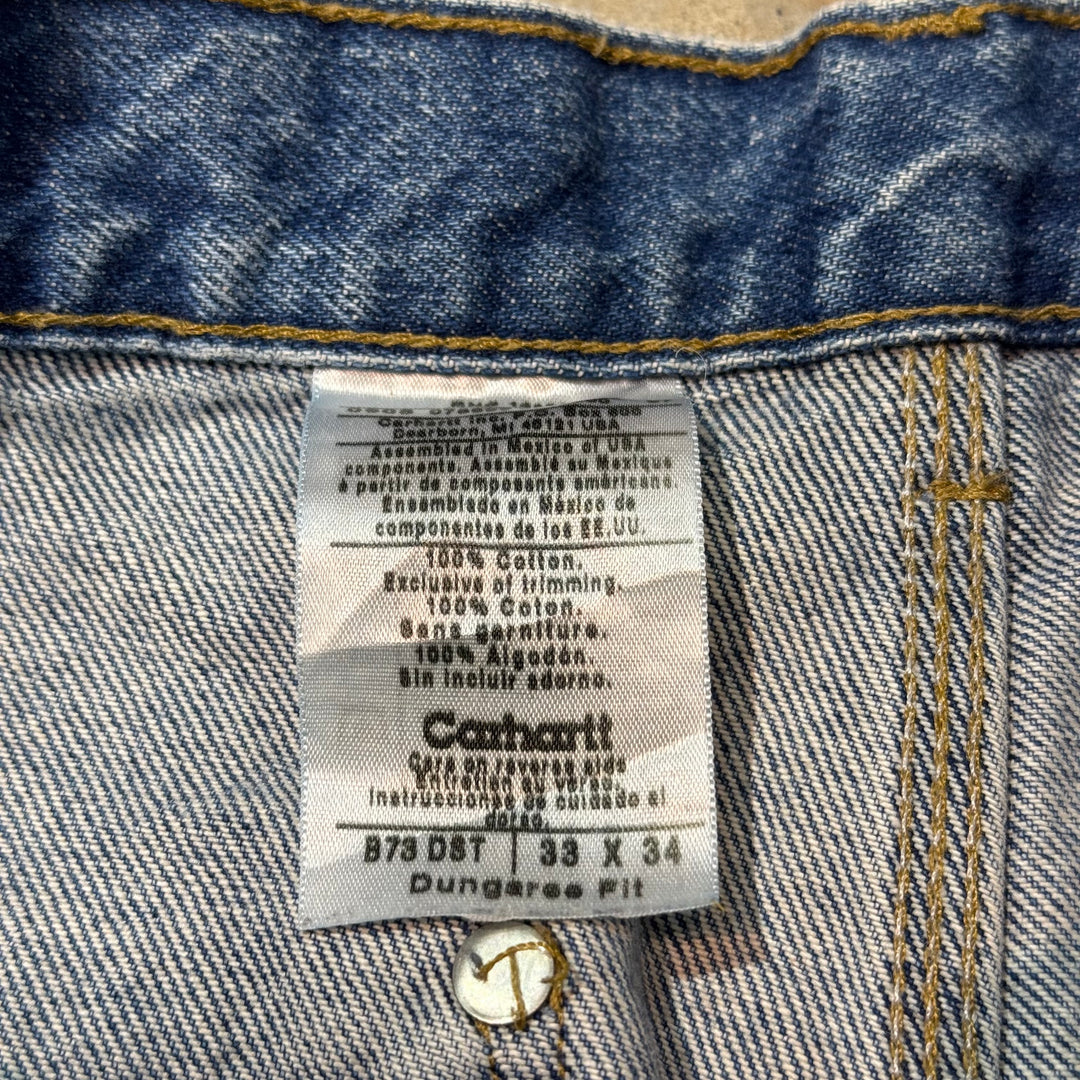 Carhartt Inc., P.O. Box 600
Dearborn, MI 48121 USA
Assembled in Mexico of USA
components. Assemblé au Mexique
à partir de composants américains.
Ensamblado en México de
componentes de los EE.UU.
100% Cotton.
Exclusive of trimming.
100% Coton.
Sans garniture.
100% Algodón.
Sin incluir adorno.
Carhartt
Care on reverse side
Entretien au verso.
Instrucciones de cuidado al
dorso.
B73 DST 33 X 34
Dungaree Fit